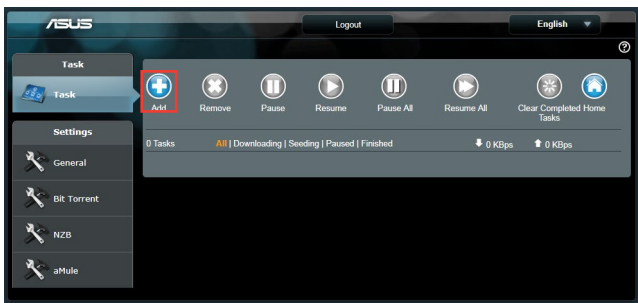 ASUS
Logout
English
Task
Task
Settings
General
Bit Torrent
NZB
aMule
Add
Remove
Pause
Resume
Pause All
Resume All
Clear Completed Tasks
Home
0 Tasks
All | Downloading | Seeding | Paused | Finished
0 KBps
0 KBps